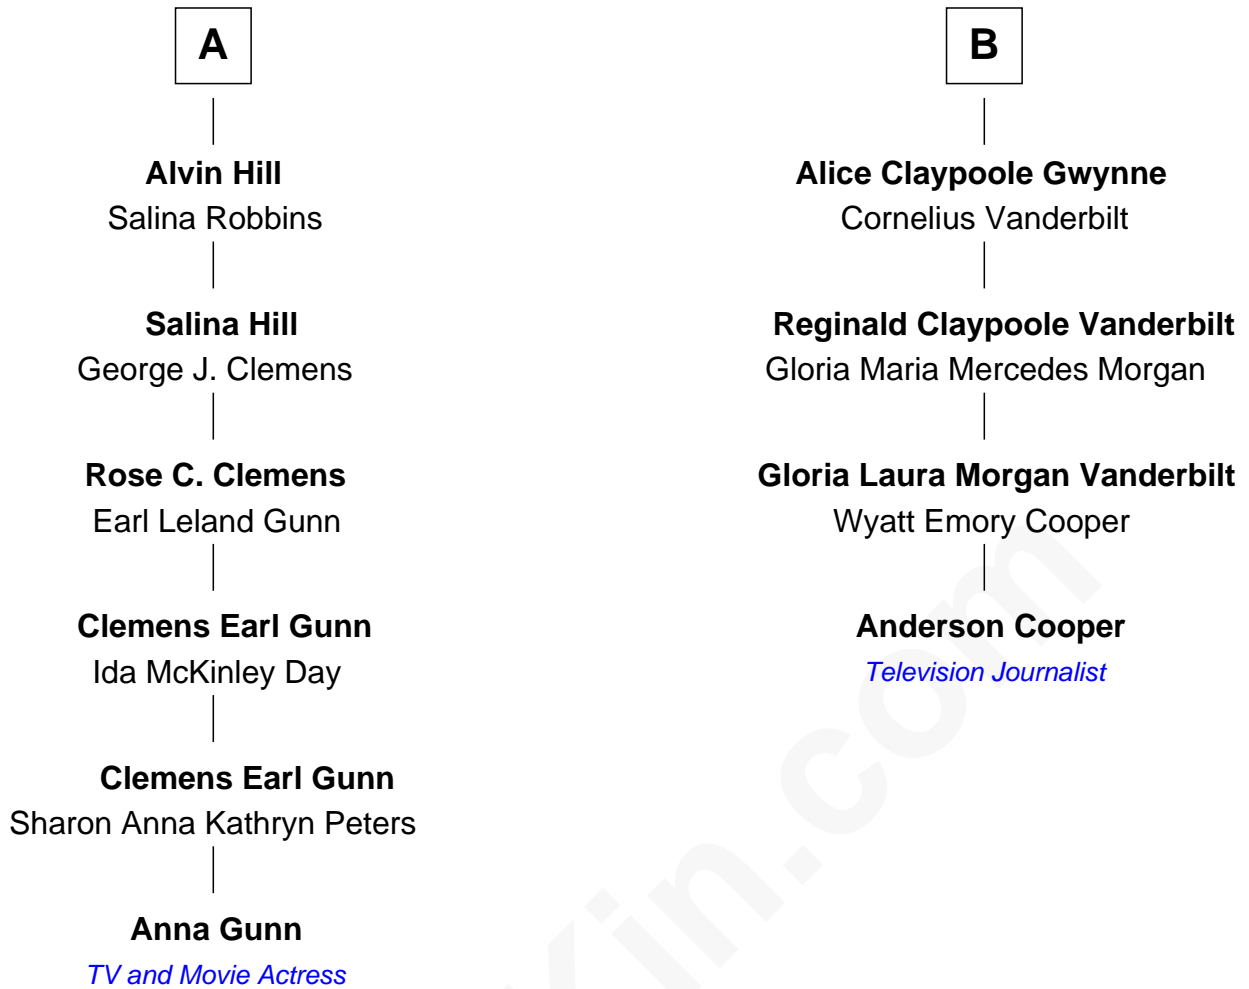 A
Alvin Hill
Salina Robbins
Salina Hill
George J. Clemens
Rose C. Clemens
Earl Leland Gunn
Clemens Earl Gunn
Ida McKinley Day
Clemens Earl Gunn
Sharon Anna Kathryn Peters
Anna Gunn
TV and Movie Actress
B
Alice Claypoole Gwynne
Cornelius Vanderbilt
Reginald Claypoole Vanderbilt
Gloria Maria Mercedes Morgan
Gloria Laura Morgan Vanderbilt
Wyatt Emory Cooper
Anderson Cooper
Television Journalist
Kin.com